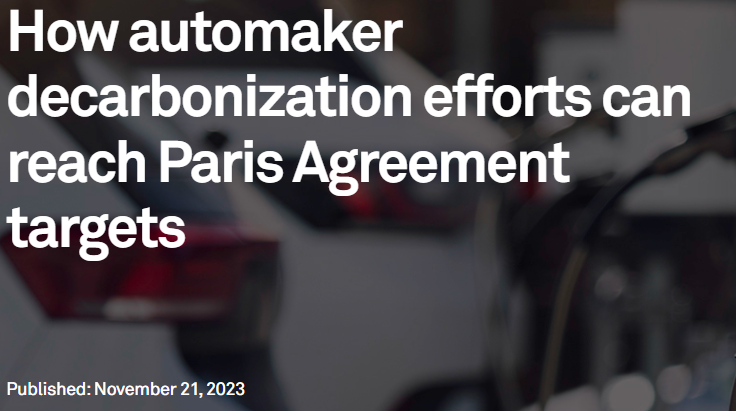 How automaker
decarbonization efforts can
reach Paris Agreement
targets
Published: November 21, 2023